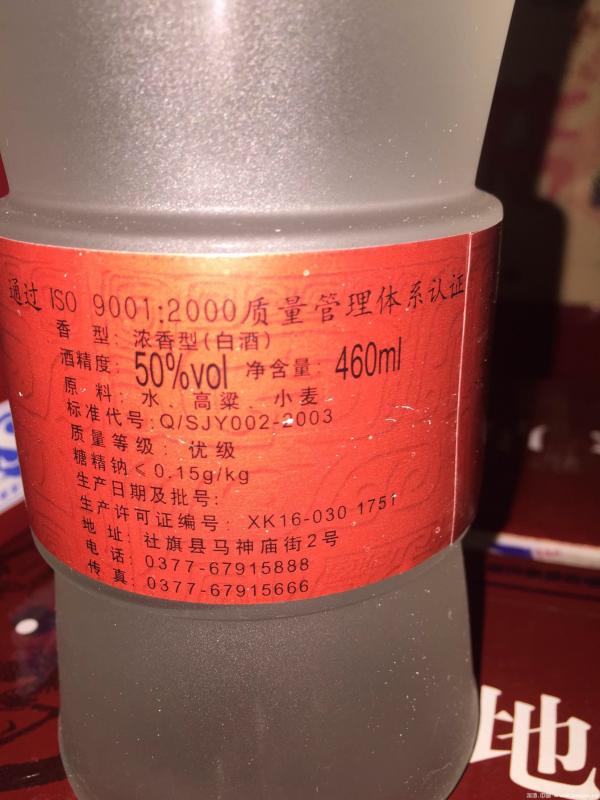 通过 ISO 9001:2000质量管理体系认证
香 型: 浓香型(白酒)
酒精度: 50%vol 净含量: 460ml
原 料: 水、高粱、小麦
标准代号:Q/SJY002-2003
质量等级: 优级
糖精钠<0.15g/kg
生产日期及批号:
生产许可证编号: XK16-030 1751
地 址: 社旗县马神庙街2号
电 话: 0377-67915888
传 真: 0377-67915666
地